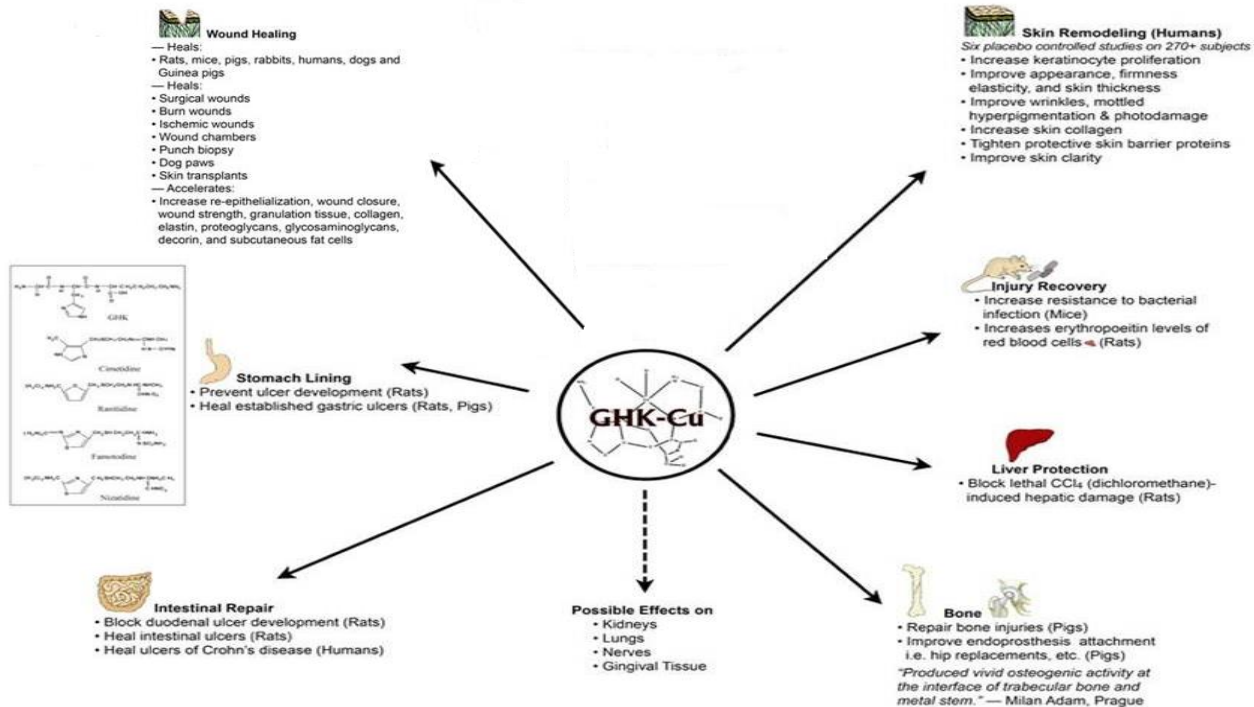 Wound Healing
— Heals:
• Rats, mice, pigs, rabbits, humans, dogs and
Guinea pigs
— Heals:
• Surgical wounds
• Burn wounds
• Ischemic wounds
• Wound chambers
• Punch biopsy
• Dog paws
• Skin transplants
— Accelerates:
• Increase re-epithelialization, wound closure,
wound strength, granulation tissue, collagen,
elastin, proteoglycans, glycosaminoglycans,
decorin, and subcutaneous fat cells
Skin Remodeling (Humans)
Six placebo controlled studies on 270+ subjects
• Increase keratinocyte proliferation
• Improve appearance, firmness
elasticity, and skin thickness
• Improve wrinkles, mottled
hyperpigmentation & photodamage
• Increase skin collagen
• Tighten protective skin barrier proteins
• Improve skin clarity
GHK
Cimetidine
Ranitidine
Famotodine
Nizatidine
Stomach Lining
• Prevent ulcer development (Rats)
• Heal established gastric ulcers (Rats, Pigs)
GHK-Cu
Injury Recovery
• Increase resistance to bacterial
infection (Mice)
• Increases erythropoeitin levels of
red blood cells (Rats)
Liver Protection
• Block lethal CCl₄ (dichloromethane)-
induced hepatic damage (Rats)
Intestinal Repair
• Block duodenal ulcer development (Rats)
• Heal intestinal ulcers (Rats)
• Heal ulcers of Crohn's disease (Humans)
Possible Effects on
• Kidneys
• Lungs
• Nerves
• Gingival Tissue
Bone
• Repair bone injuries (Pigs)
• Improve endoprosthesis attachment
i.e. hip replacements, etc. (Pigs)
"Produced vivid osteogenic activity at
the interface of trabecular bone and
metal stem." — Milan Adam, Prague